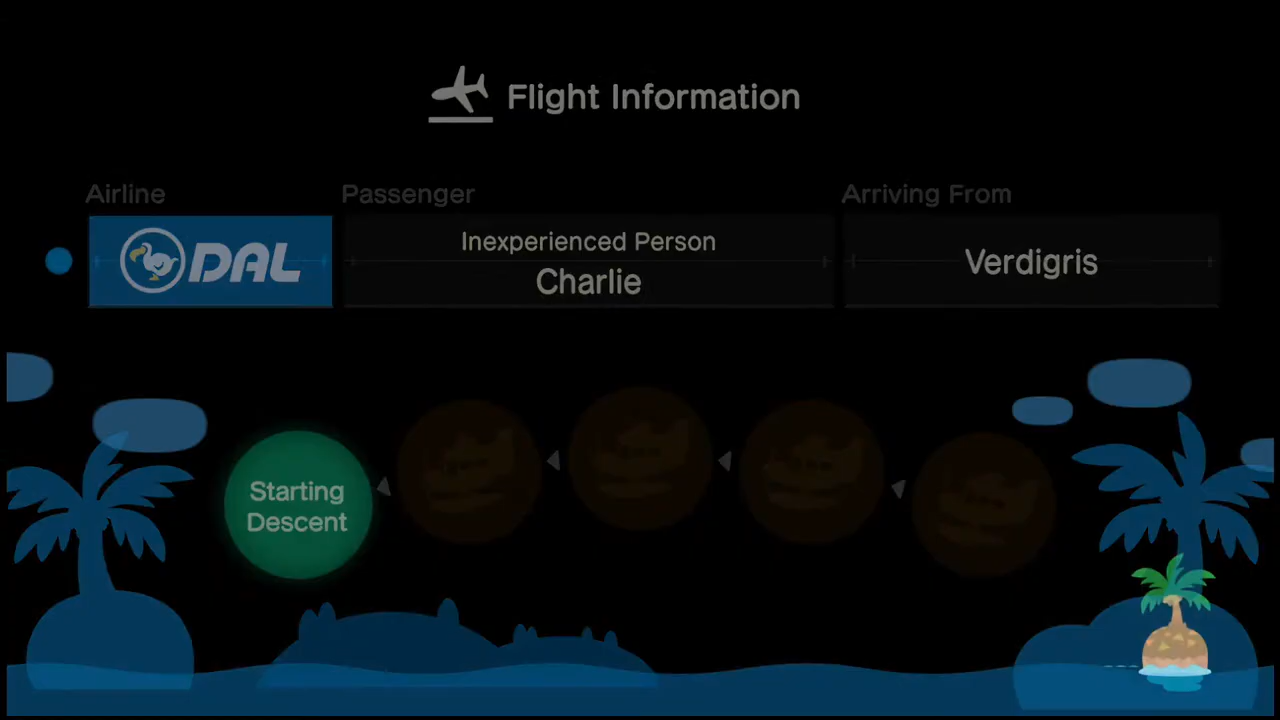 Flight Information
Airline
Passenger
Arriving From
DAL
Inexperienced Person
Charlie
Verdigris
Starting
Descent